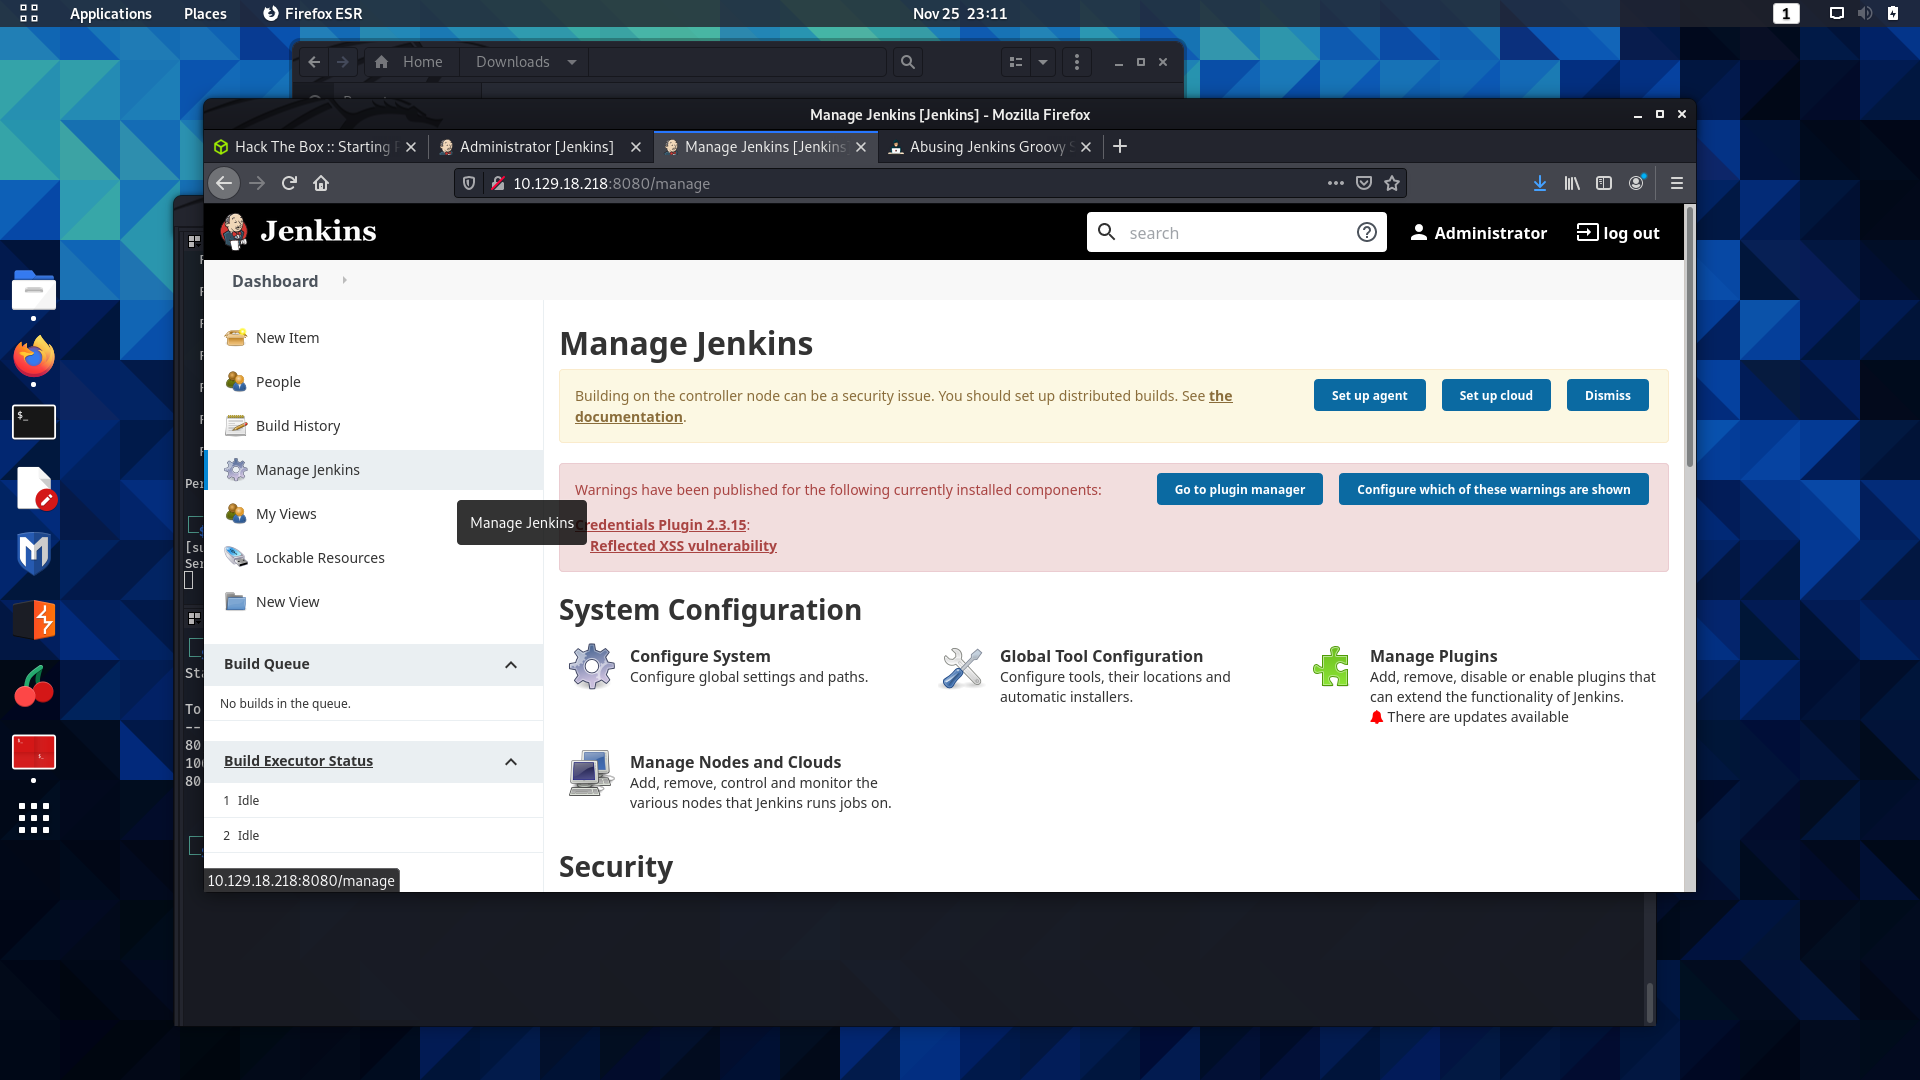 Applications
Places
Firefox ESR
Nov 25 23:11
1
Home
Downloads
Manage Jenkins [Jenkins] - Mozilla Firefox
Hack The Box :: Starting
Administrator [Jenkins]
Manage Jenkins [Jenkins
Abusing Jenkins Groovy
10.129.18.218:8080/manage
Jenkins
search
Administrator
log out
Dashboard
New Item
People
Build History
Manage Jenkins
My Views
Lockable Resources
New View
Manage Jenkins
Build Queue
No builds in the queue.
Build Executor Status
1 Idle
2 Idle
10.129.18.218:8080/manage
Manage Jenkins
Building on the controller node can be a security issue. You should set up distributed builds. See the
documentation.
Set up agent
Set up cloud
Dismiss
Warnings have been published for the following currently installed components:
Go to plugin manager
Configure which of these warnings are shown
Credentials Plugin 2.3.15:
Reflected XSS vulnerability
System Configuration
Configure System
Configure global settings and paths.
Global Tool Configuration
Configure tools, their locations and
automatic installers.
Manage Plugins
Add, remove, disable or enable plugins that
can extend the functionality of Jenkins.
There are updates available
Manage Nodes and Clouds
Add, remove, control and monitor the
various nodes that Jenkins runs jobs on.
Security